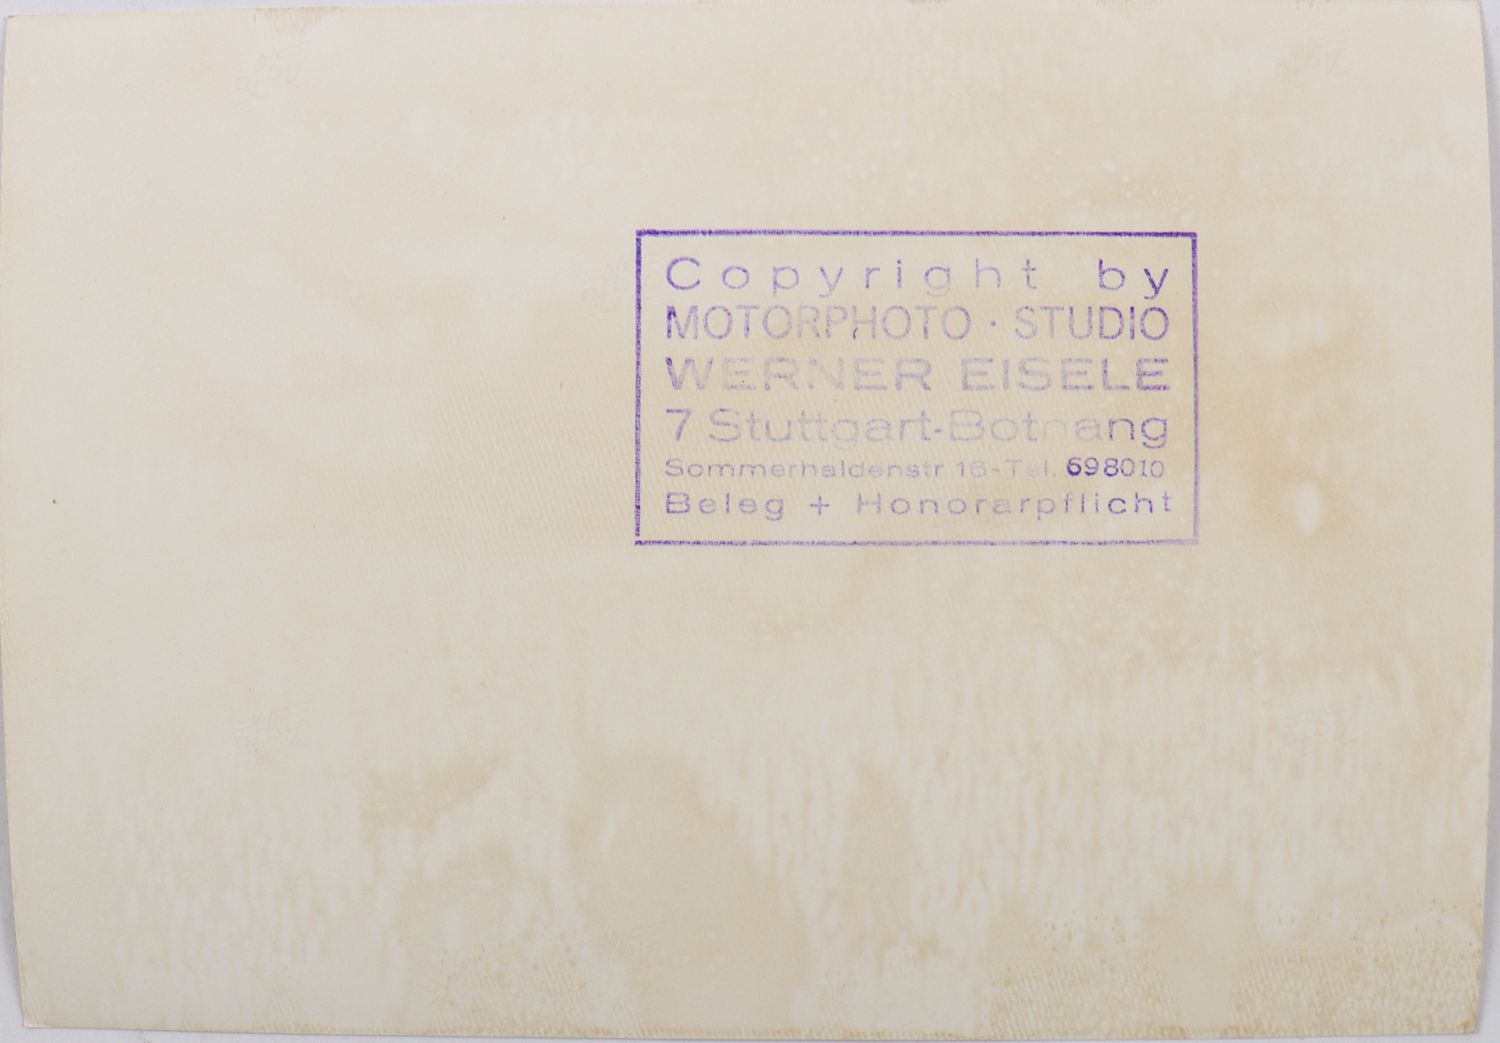 Copyright by
MOTORPHOTO · STUDIO
WERNER EISELE
7 Stuttgart-Botnang
Sommerhaldenstr 16-Tel. 698010
Beleg + Honorarpflicht